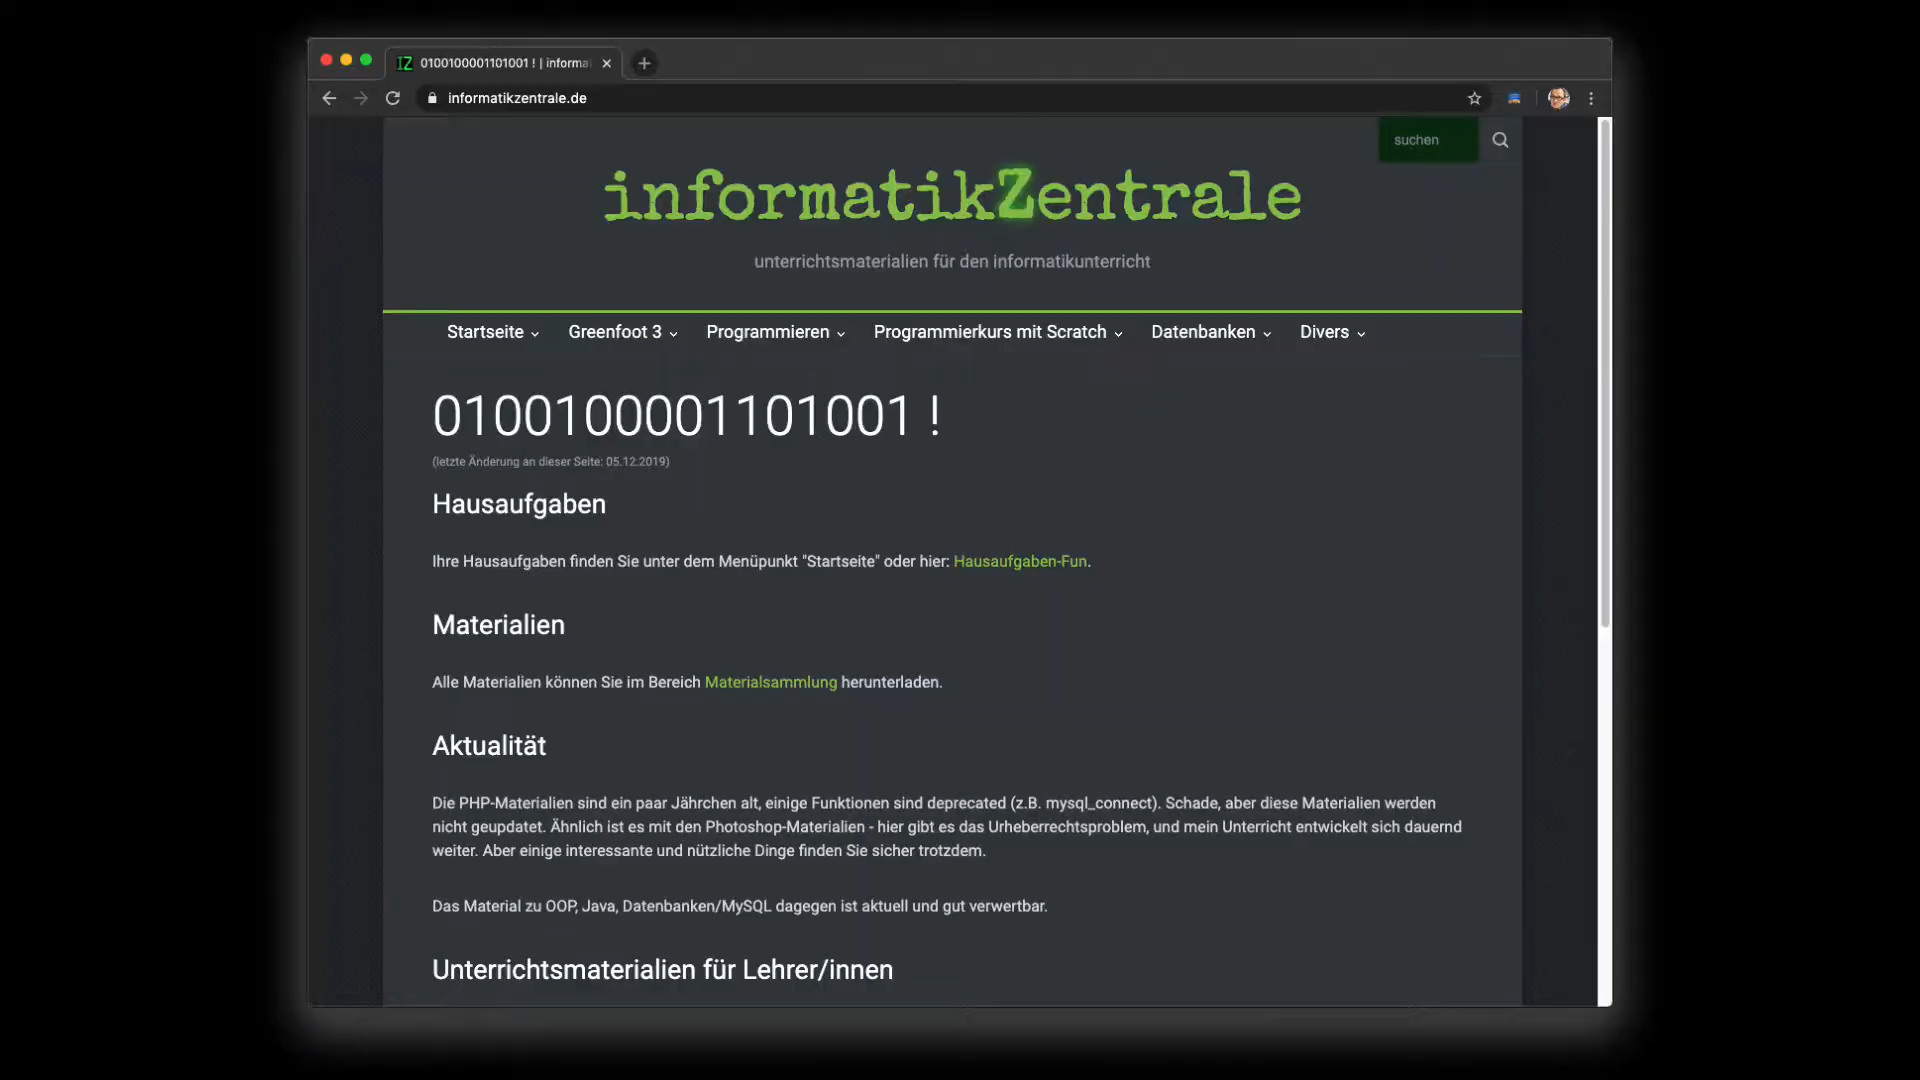 IZ 0100100001101001 ! | informa
informatikzentrale.de
suchen
informatikZentrale
unterrichtsmaterialien für den informatikunterricht
Startseite Greenfoot 3 Programmieren Programmierkurs mit Scratch Datenbanken Divers
0100100001101001 !
(letzte Änderung an dieser Seite: 05.12.2019)
Hausaufgaben
Ihre Hausaufgaben finden Sie unter dem Menüpunkt "Startseite" oder hier: Hausaufgaben-Fun.
Materialien
Alle Materialien können Sie im Bereich Materialsammlung herunterladen.
Aktualität
Die PHP-Materialien sind ein paar Jährchen alt, einige Funktionen sind deprecated (z.B. mysql_connect). Schade, aber diese Materialien werden
nicht geupdatet. Ähnlich ist es mit den Photoshop-Materialien - hier gibt es das Urheberrechtsproblem, und mein Unterricht entwickelt sich dauernd
weiter. Aber einige interessante und nützliche Dinge finden Sie sicher trotzdem.
Das Material zu OOP, Java, Datenbanken/MySQL dagegen ist aktuell und gut verwertbar.
Unterrichtsmaterialien für Lehrer/innen